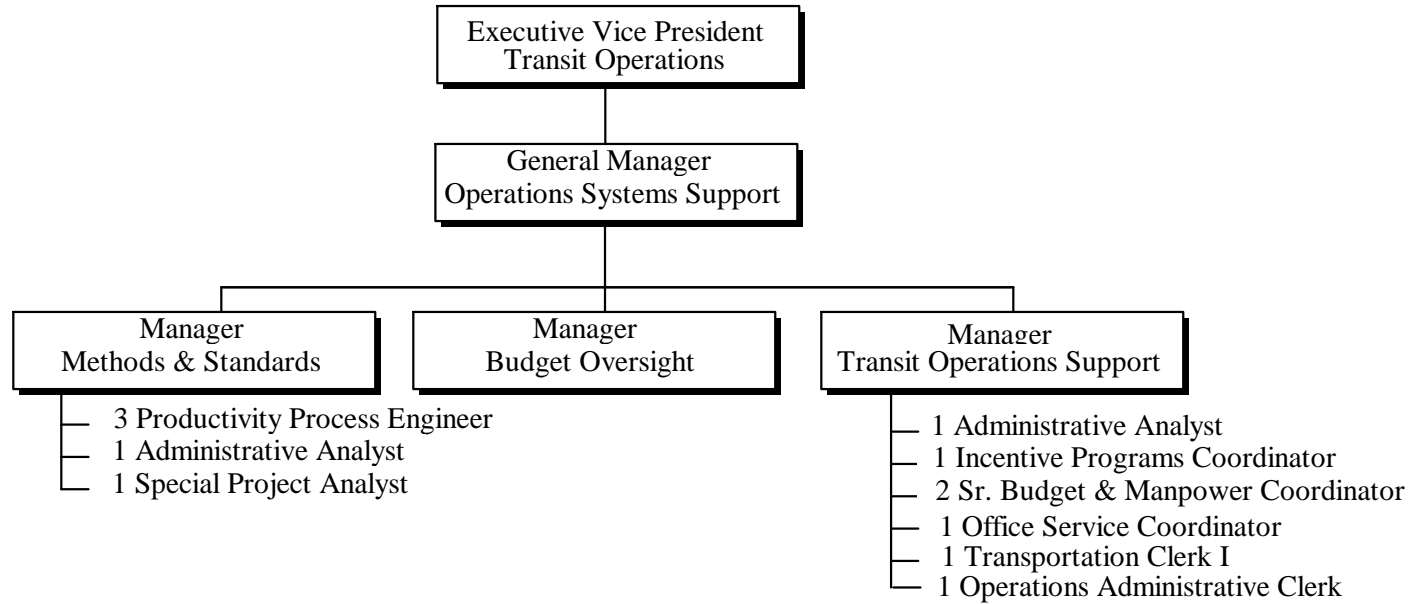 Executive Vice President
Transit Operations
General Manager
Operations Systems Support
Manager
Methods & Standards
3 Productivity Process Engineer
1 Administrative Analyst
1 Special Project Analyst
Manager
Budget Oversight
Manager
Transit Operations Support
1 Administrative Analyst
1 Incentive Programs Coordinator
2 Sr. Budget & Manpower Coordinator
1 Office Service Coordinator
1 Transportation Clerk I
1 Operations Administrative Clerk